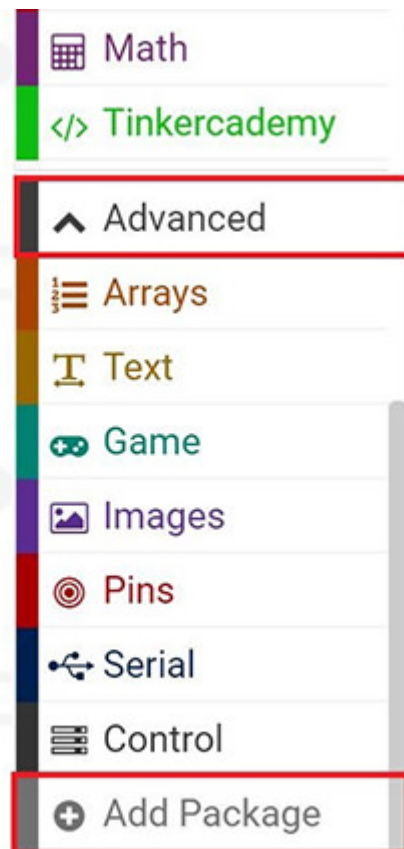 Math
Tinkercademy
Advanced
Arrays
Text
Game
Images
Pins
Serial
Control
Add Package